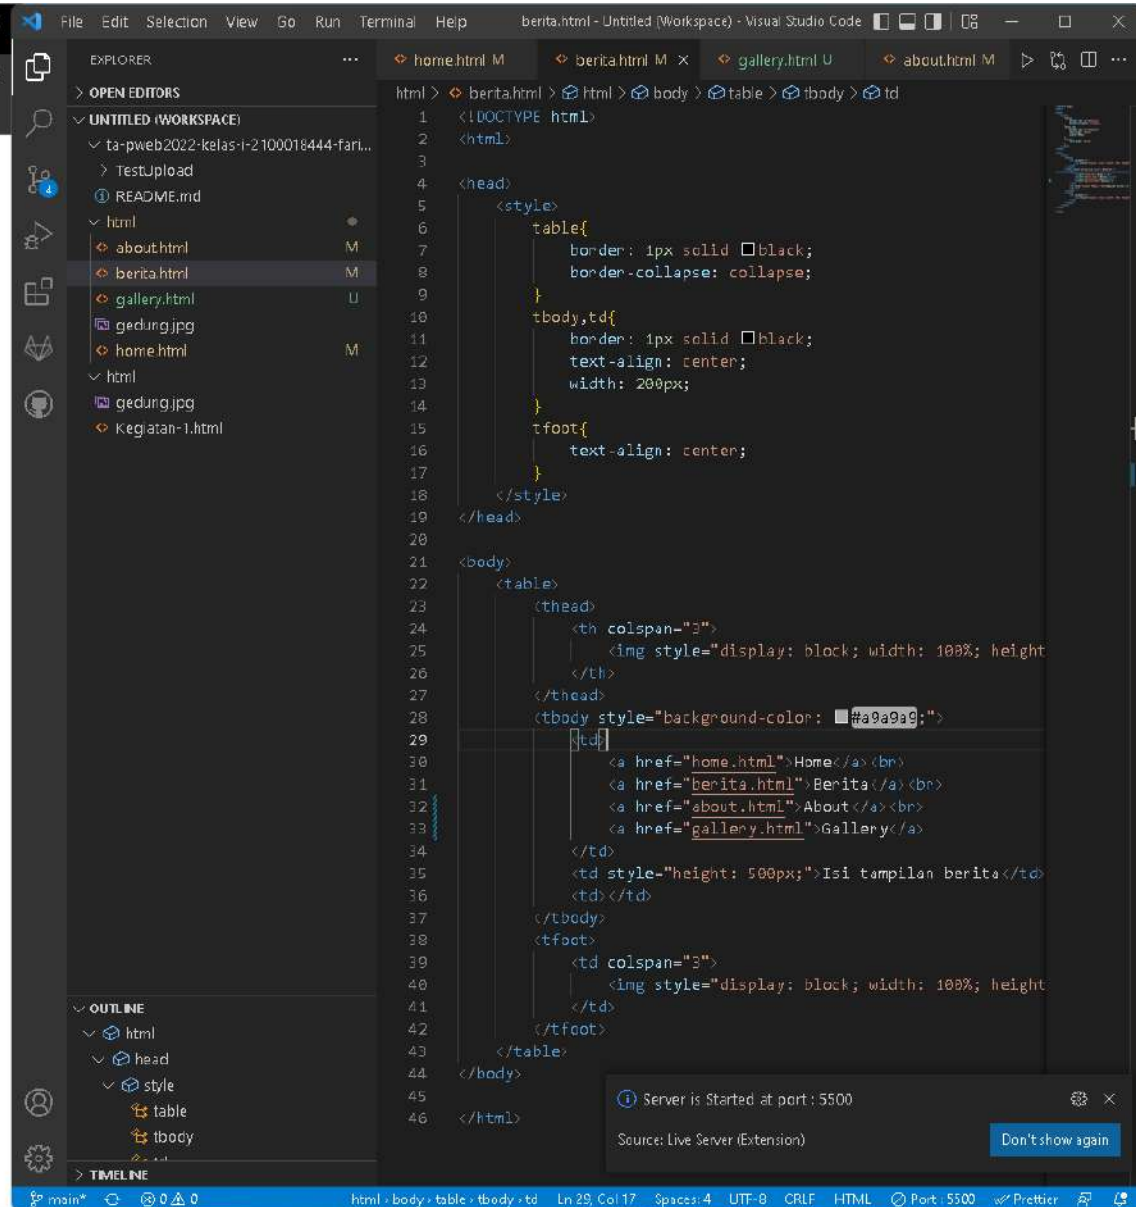 File Edit Selection View Go Run Terminal Help berita.html - Untitled (Workspace) - Visual Studio Code
EXPLORER
OPEN EDITORS
UNTITLED (WORKSPACE)
ta-pweb2022-kelas-i-2100018444-fari...
TestUpload
README.md
html
about.html M
berita.html M
gallery.html U
gedung.jpg
home.html M
html
gedung.jpg
Kegiatan-1.html
OUTLINE
html
head
style
table
tbody
TIMELINE
home.html M berita.html M gallery.html U about.html M
html > berita.html > html > body > table > tbody > td
1 <!DOCTYPE html>
2 <html>
3
4 <head>
5 <style>
6 table{
7 border: 1px solid black;
8 border-collapse: collapse;
9 }
10 tbody,td{
11 border: 1px solid black;
12 text-align: center;
13 width: 200px;
14 }
15 tfoot{
16 text-align: center;
17 }
18 </style>
19 </head>
20
21 <body>
22 <table>
23 <thead>
24 <th colspan="3">
25 <img style="display: block; width: 100%; height
26 </th>
27 </thead>
28 <tbody style="background-color: #a9a9a9;">
29 <td>
30 <a href="home.html">Home</a><br>
31 <a href="berita.html">Berita</a><br>
32 <a href="about.html">About</a><br>
33 <a href="gallery.html">Gallery</a>
34 </td>
35 <td style="height: 500px;">Isi tampilan berita</td>
36 <td></td>
37 </tbody>
38 <tfoot>
39 <td colspan="3">
40 <img style="display: block; width: 100%; height
41 </td>
42 </tfoot>
43 </table>
44 </body>
45
46 </html>
Server is Started at port : 5500
Source: Live Server (Extension) Don't show again
main* 0 0 html > body > table > tbody > td Ln 29, Col 17 Spaces: 4 UTF-8 CRLF HTML Port : 5500 Prettier